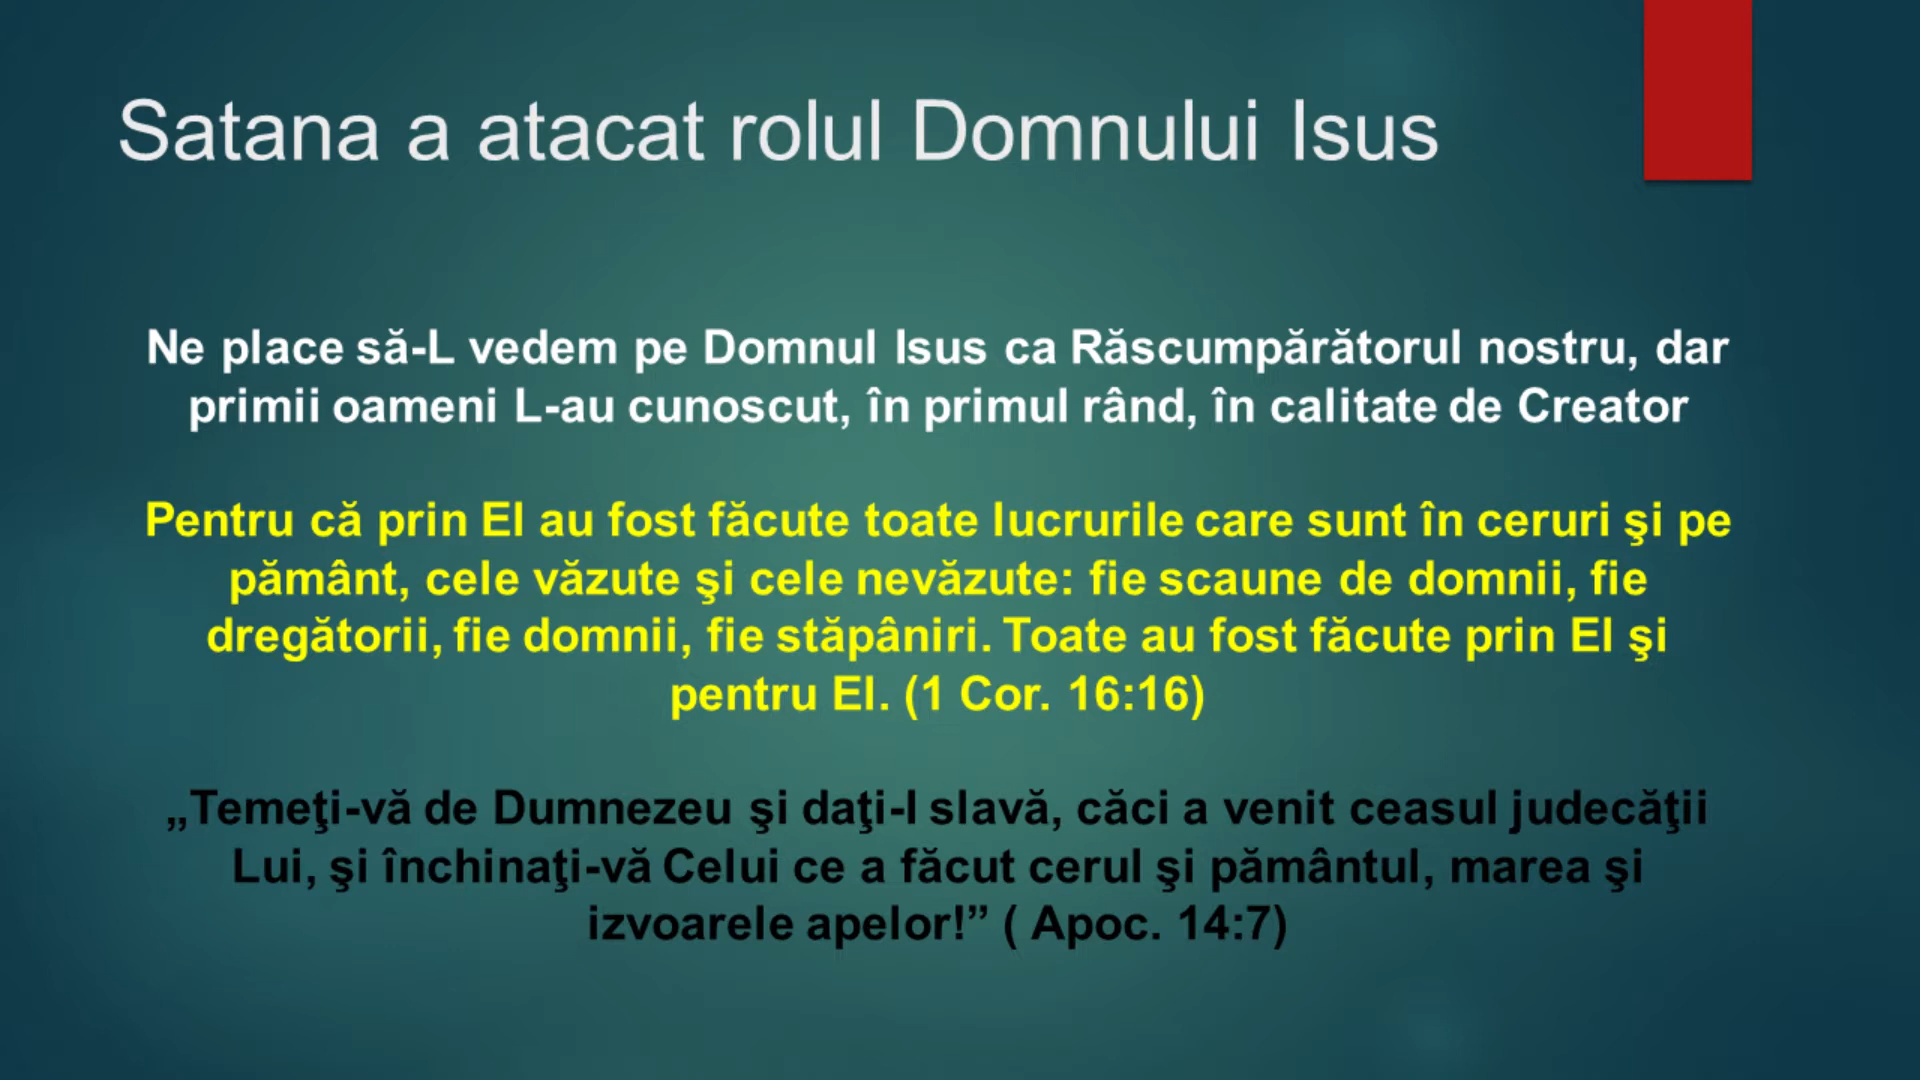 Satana a atacat rolul Domnului Isus
Ne place să-L vedem pe Domnul Isus ca Răscumpărătorul nostru, dar
primii oameni L-au cunoscut, în primul rând, în calitate de Creator
Pentru că prin El au fost făcute toate lucrurile care sunt în ceruri şi pe
pământ, cele văzute şi cele nevăzute: fie scaune de domnii, fie
dregătorii, fie domnii, fie stăpâniri. Toate au fost făcute prin El şi
pentru El. (1 Cor. 16:16)
„Temeţi-vă de Dumnezeu şi daţi-I slavă, căci a venit ceasul judecăţii
Lui, şi închinaţi-vă Celui ce a făcut cerul şi pământul, marea şi
izvoarele apelor!” ( Apoc. 14:7)